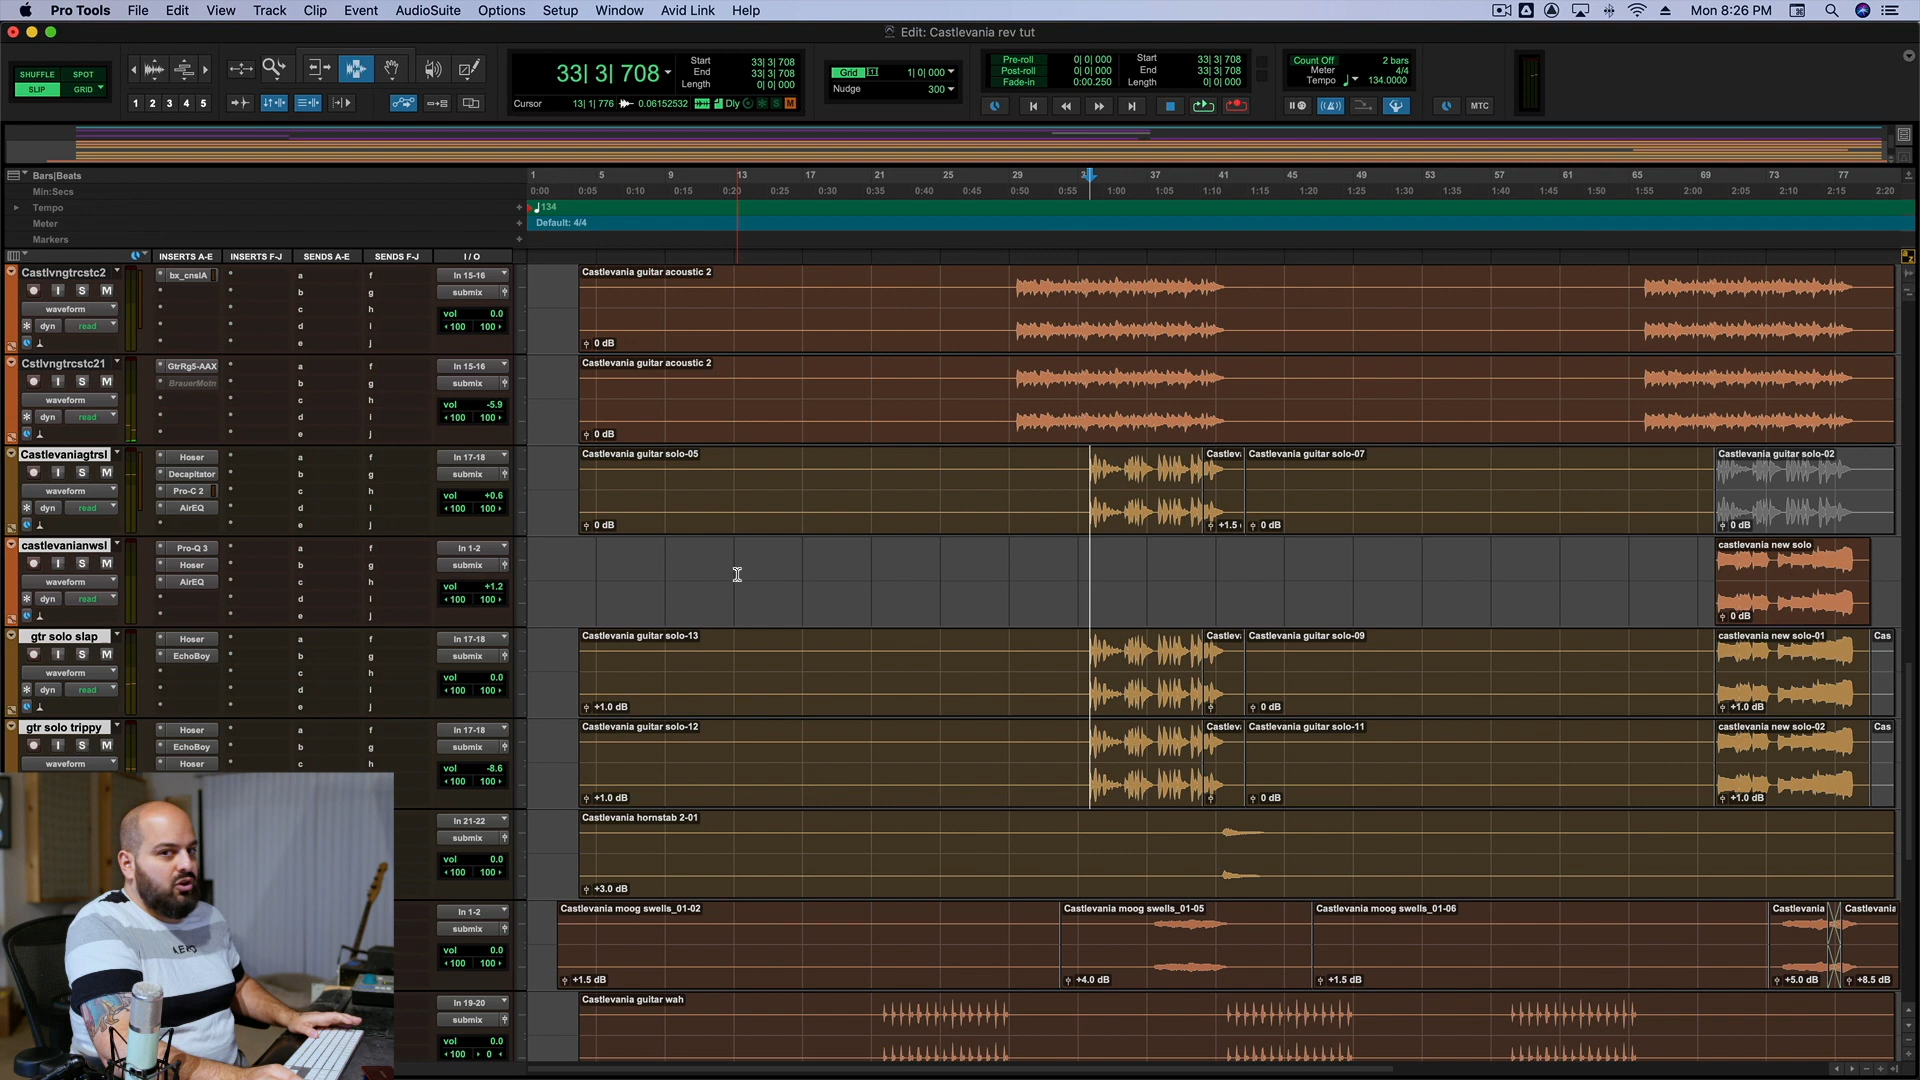 Pro Tools File Edit View Track Clip Event AudioSuite Options Setup Window Avid Link Help
Mon 8:26 PM
Edit: Castlevania rev tut
SHUFFLE SPOT
SLIP GRID
1 2 3 4 5
33| 3| 708
Start 33| 3| 708
End 33| 3| 708
Length 0| 0| 000
Cursor 13| 1| 776 0.06152532 Dly S M
Grid 1| 0| 000
Nudge 300
Pre-roll 0| 0| 000
Post-roll 0| 0| 000
Fade-in 0:00.250
Start 33| 3| 708
End 33| 3| 708
Length 0| 0| 000
Count Off 2 bars
Meter 4/4
Tempo 134.0000
MTC
Bars|Beats 1 5 9 13 17 21 25 29 37 41 45 49 53 57 61 65 69 73 77
Min:Secs 0:00 0:05 0:10 0:15 0:20 0:25 0:30 0:35 0:40 0:45 0:50 0:55 1:00 1:05 1:10 1:15 1:20 1:25 1:30 1:35 1:40 1:45 1:50 1:55 2:00 2:05 2:10 2:15 2:20
Tempo 134
Meter Default: 4/4
Markers
INSERTS A-E INSERTS F-J SENDS A-E SENDS F-J I / O
Castlvngtrcstc2 bx_cnslA a f In 15-16 Castlevania guitar acoustic 2
I S M b g submix
waveform c h vol 0.0
dyn read d i 100 100
e j 0 dB
Cstlvngtrcstc21 GtrRg5-AAX a f In 15-16 Castlevania guitar acoustic 2
I S M BrauerMotn b g submix
waveform c h vol -5.9
dyn read d i 100 100
e j 0 dB
Castlevaniagtrsl Hoser a f In 17-18 Castlevania guitar solo-05 Castlev Castlevania guitar solo-07 Castlevania guitar solo-02
I S M Decapitator b g submix
waveform Pro-C 2 c h vol +0.6
dyn read AirEQ d i 100 100
e j 0 dB +1.5 0 dB 0 dB
castlevanianwsl Pro-Q 3 a f In 1-2 castlevania new solo
I S M Hoser b g submix
waveform AirEQ c h vol +1.2
dyn read d i 100 100
e j 0 dB
gtr solo slap Hoser a f In 17-18 Castlevania guitar solo-13 Castlev Castlevania guitar solo-09 castlevania new solo-01 Cas
I S M EchoBoy b g submix
waveform c h vol 0.0
dyn read d i 100 100
e j +1.0 dB 0 dB +1.0 dB
gtr solo trippy Hoser a f In 17-18 Castlevania guitar solo-12 Castlev Castlevania guitar solo-11 castlevania new solo-02 Cas
I S M EchoBoy b g submix
waveform Hoser c h vol -8.6
100 100
+1.0 dB 0 dB +1.0 dB
In 21-22 Castlevania hornstab 2-01
submix
vol 0.0
100 100
+3.0 dB
In 1-2 Castlevania moog swells_01-02 Castlevania moog swells_01-05 Castlevania moog swells_01-06 Castlevania Castlevania
submix
vol 0.0
100 100
+1.5 dB +4.0 dB +1.5 dB +5.0 dB +8.5 dB
In 19-20 Castlevania guitar wah
submix
vol 0.0
100 0